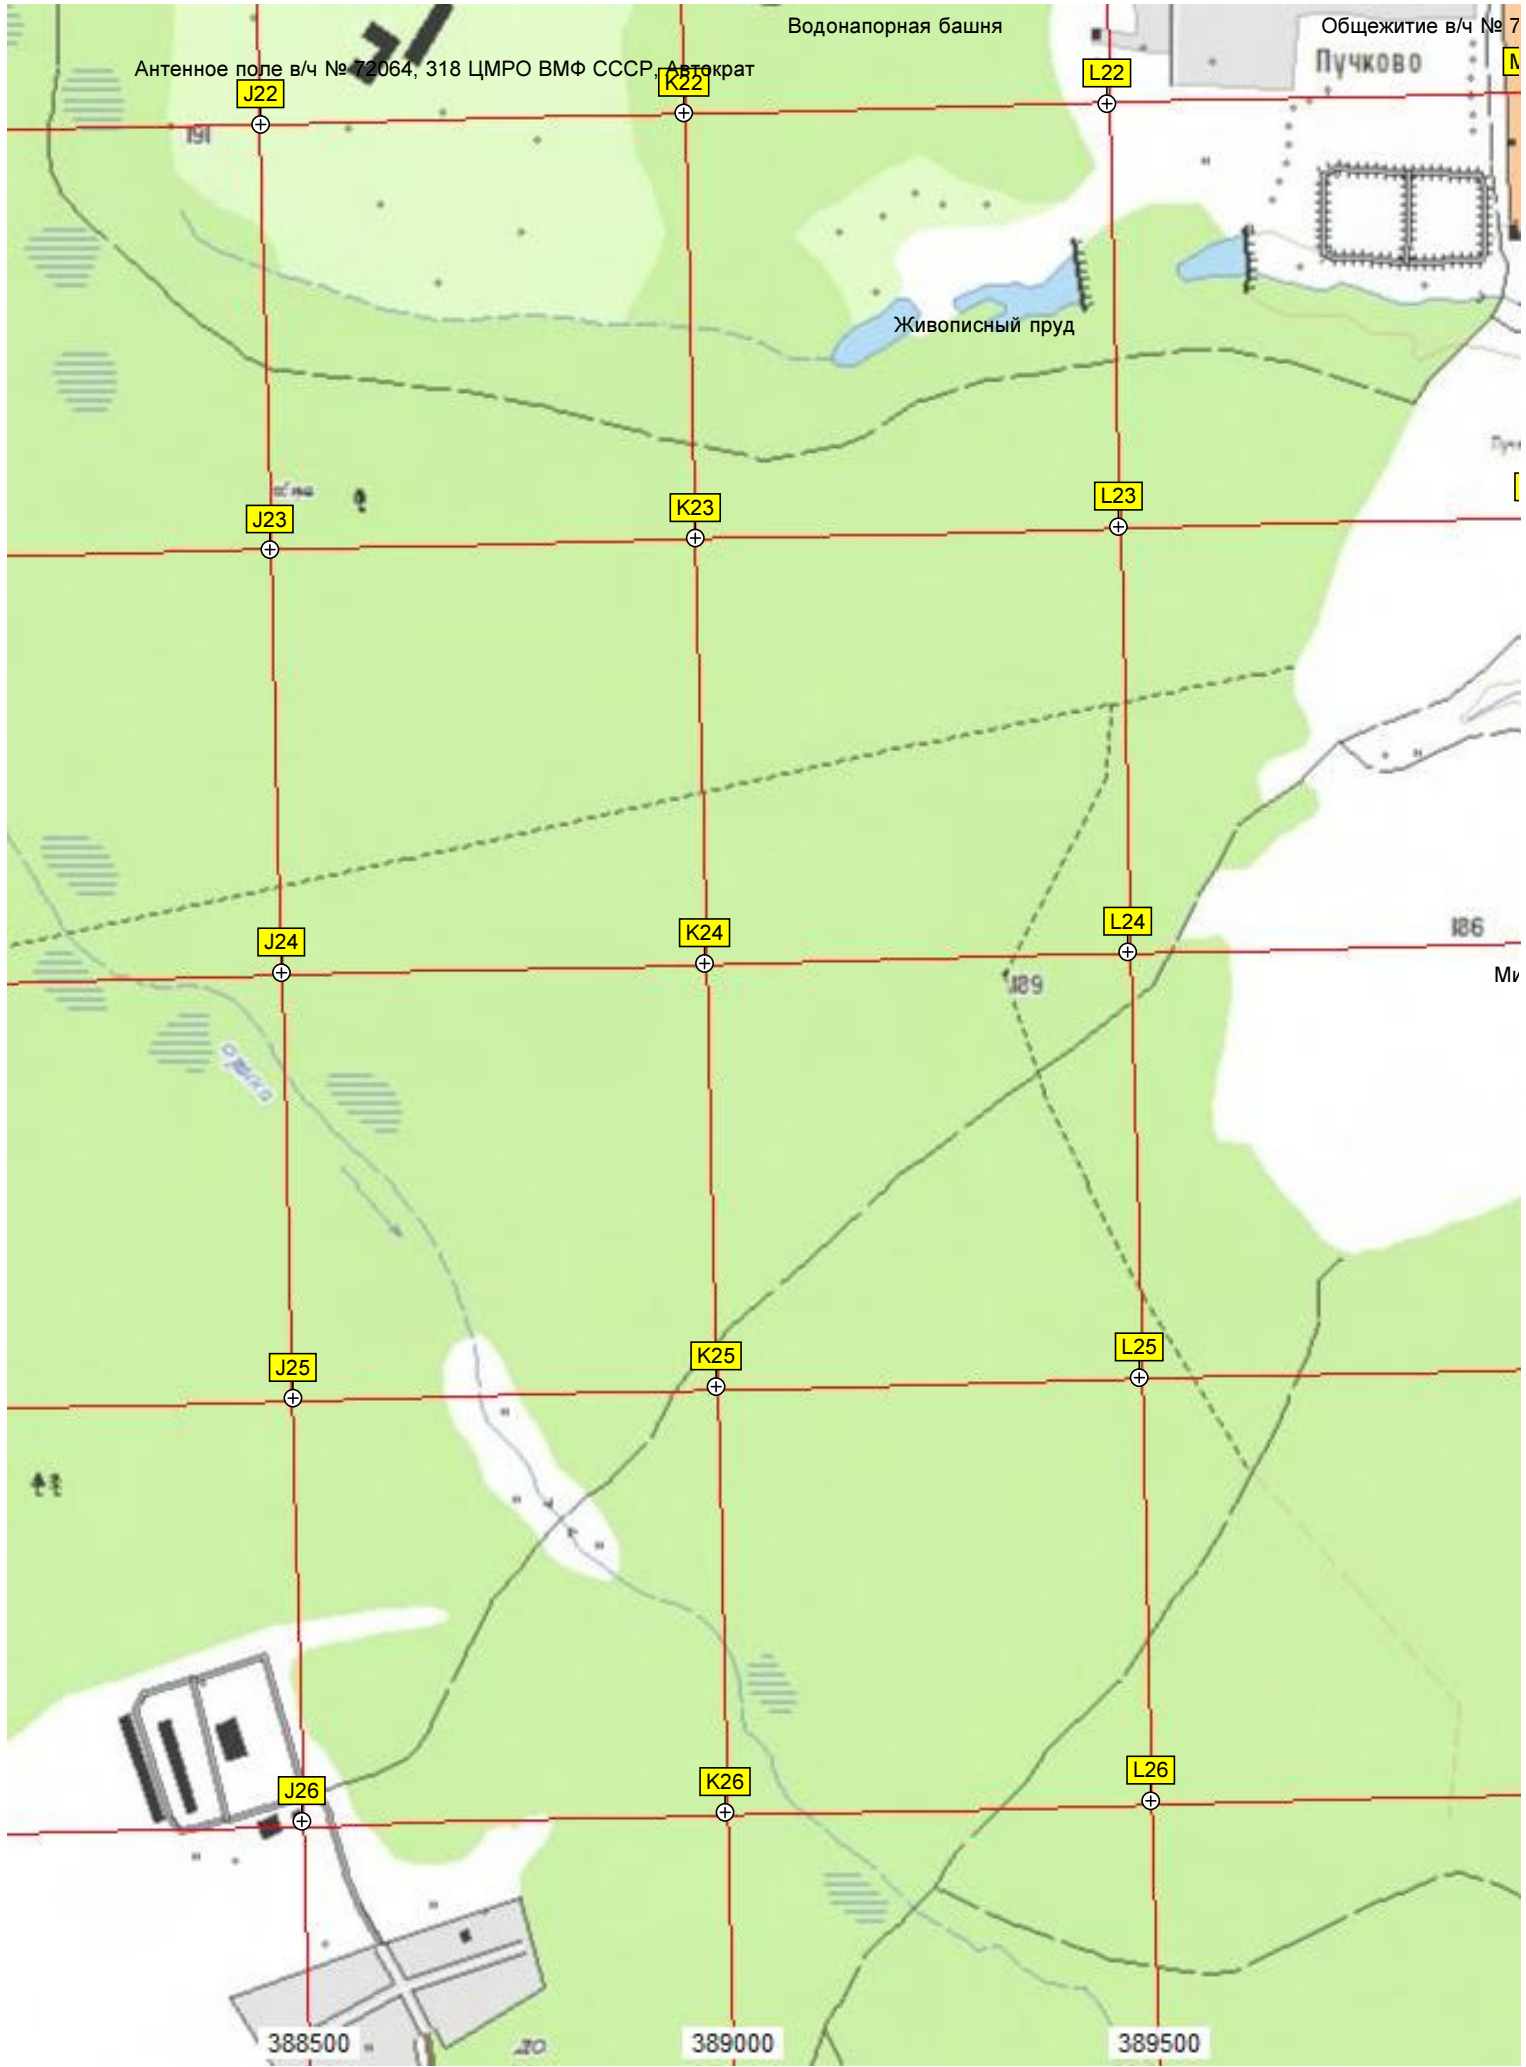 Водонапорная башня
Общежитие в/ч № 7
Пучково
Антенное поле в/ч № 72064, 318 ЦМРО ВМФ СССР, Автократ
J22
K22
L22
191
Живописный пруд
J23
K23
L23
J24
K24
L24
186
189
Ми
J25
K25
L25
J26
K26
L26
388500
389000
389500